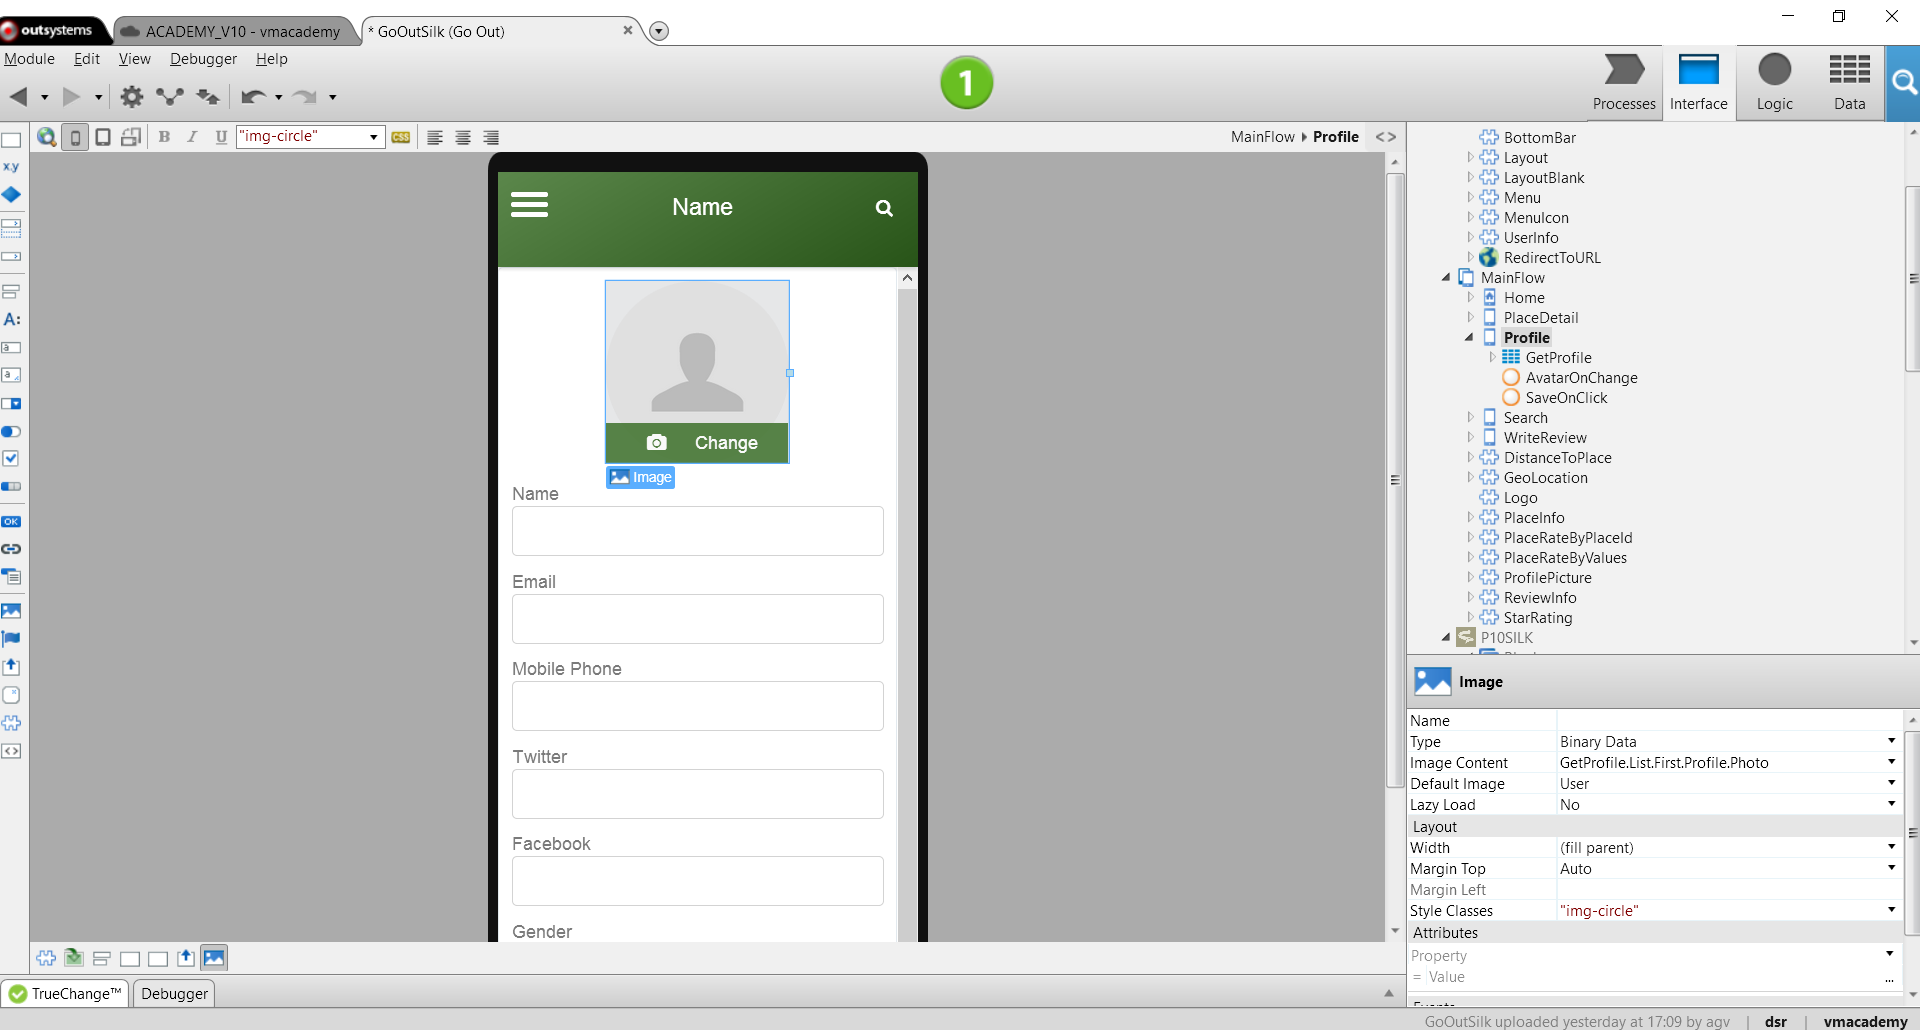 outsystems
ACADEMY_V10 - vmacademy
* GoOutSilk (Go Out)
Module Edit View Debugger Help
1
Processes
Interface
Logic
Data
B I U "img-circle" CSS
MainFlow Profile <>
x,y
A:
a
a
OK
Name
Change
Image
Name
Email
Mobile Phone
Twitter
Facebook
Gender
BottomBar
Layout
LayoutBlank
Menu
MenuIcon
UserInfo
RedirectToURL
MainFlow
Home
PlaceDetail
Profile
GetProfile
AvatarOnChange
SaveOnClick
Search
WriteReview
DistanceToPlace
GeoLocation
Logo
PlaceInfo
PlaceRateByPlaceId
PlaceRateByValues
ProfilePicture
ReviewInfo
StarRating
P10SILK
Image
Name
Type Binary Data
Image Content GetProfile.List.First.Profile.Photo
Default Image User
Lazy Load No
Layout
Width (fill parent)
Margin Top Auto
Margin Left
Style Classes "img-circle"
Attributes
Property
= Value ...
TrueChange™
Debugger
GoOutSilk uploaded yesterday at 17:09 by agv | dsr | vmacademy